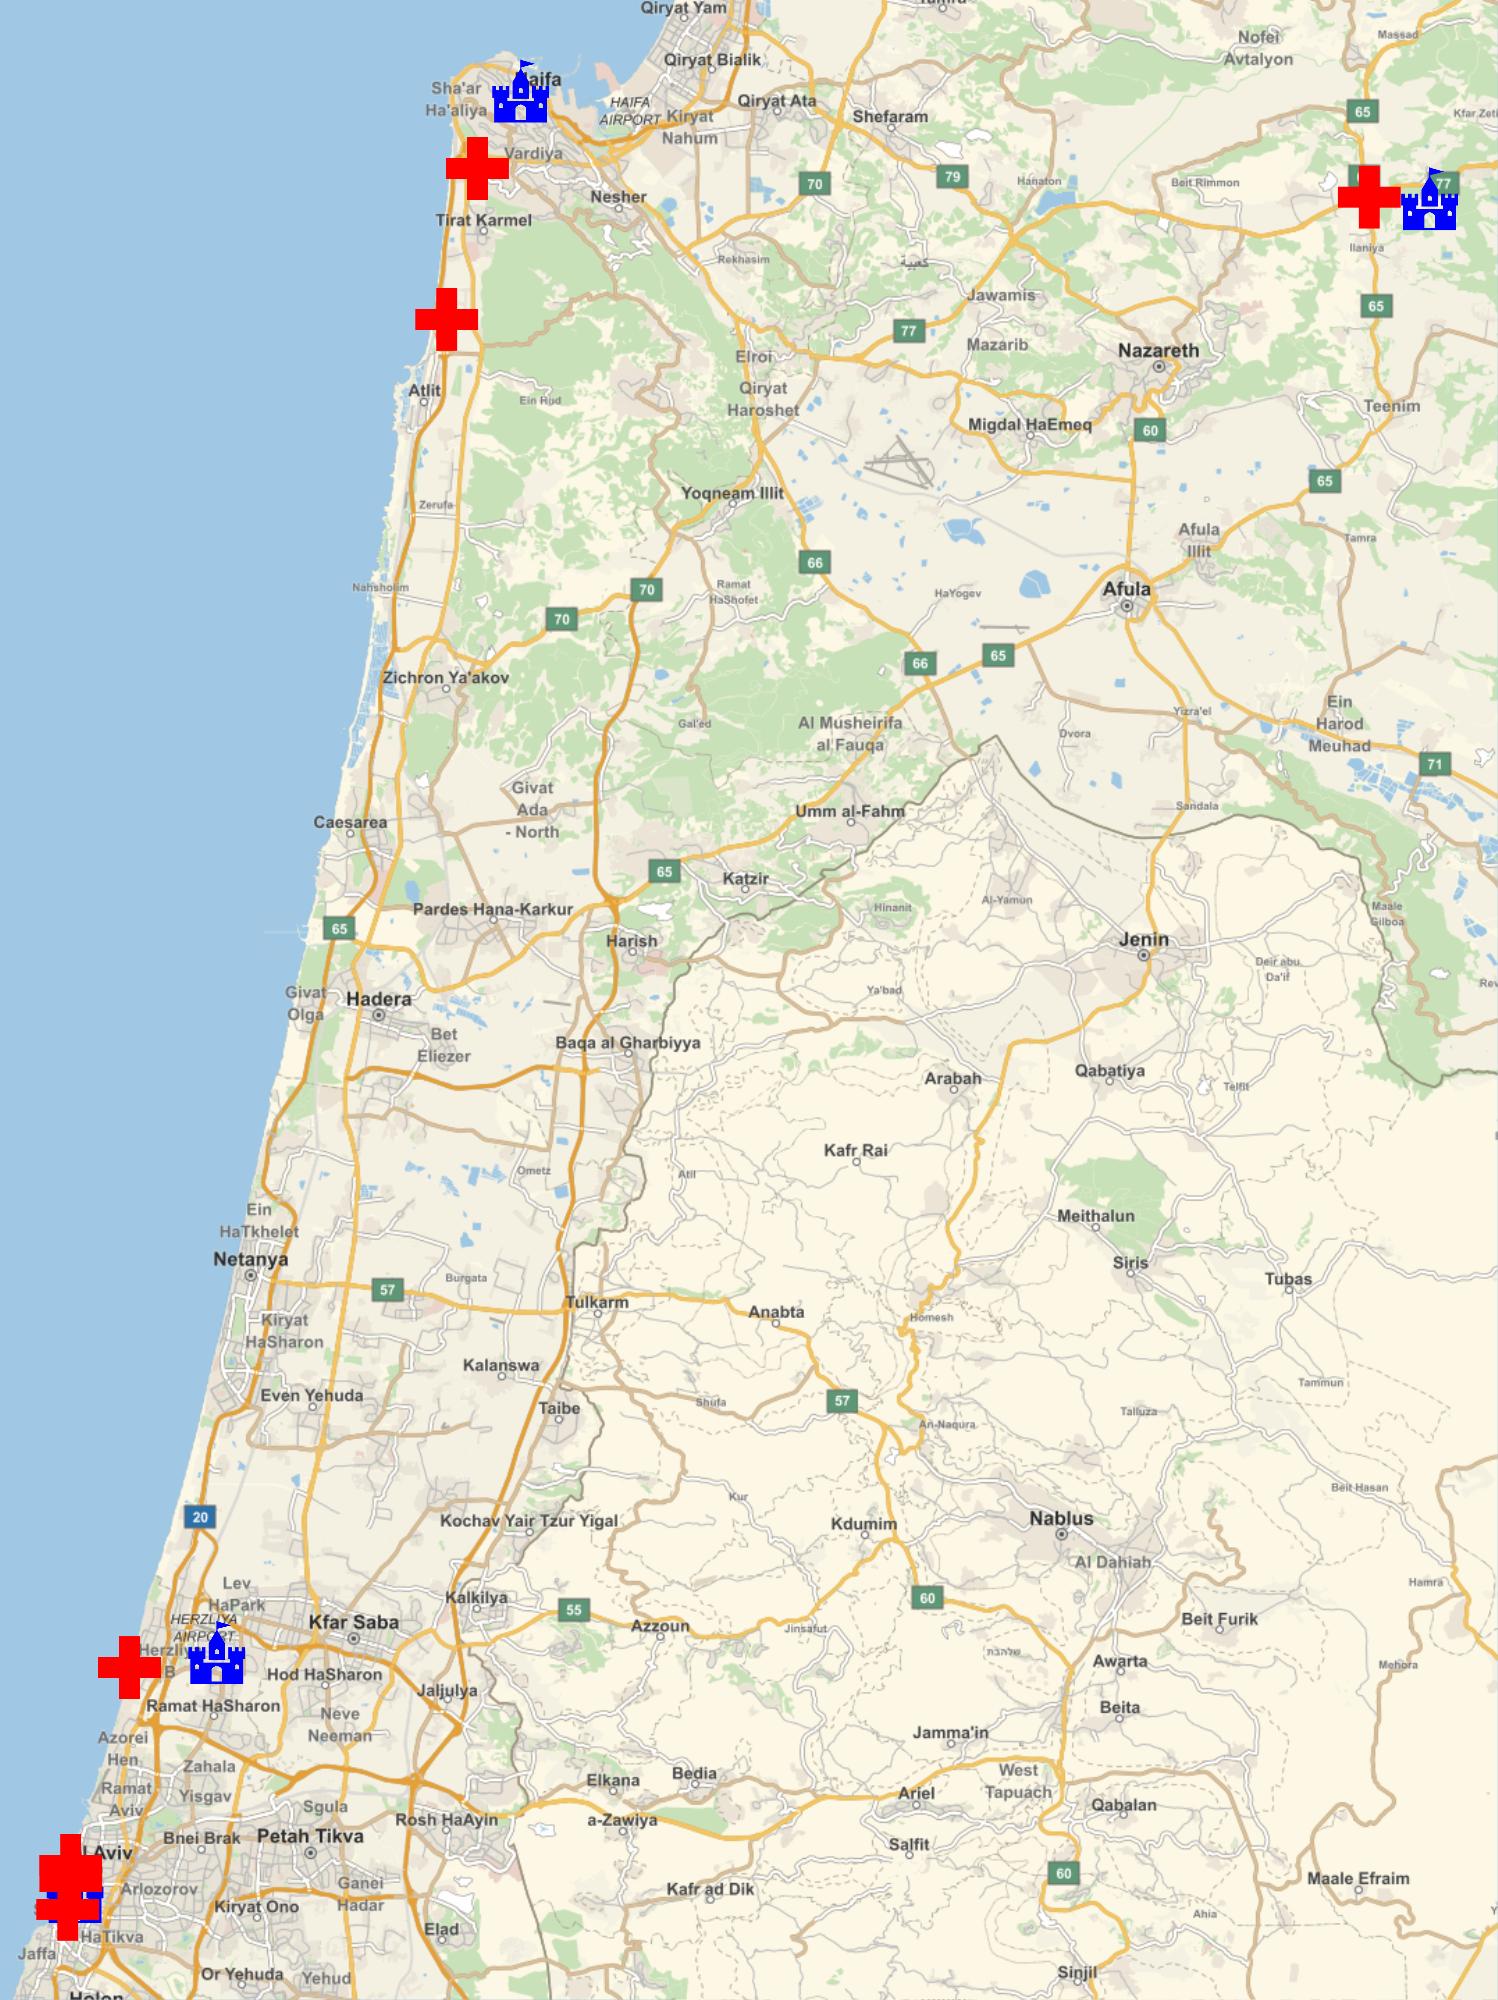 Qiryat Yam
Nofei
Avtalyon
Massad
Qiryat Bialik
Sha'ar
Ha'aliya
HAIFA
AIRPORT
Kiryat
Nahum
Qiryat Ata
Shefaram
65
Vardiya
Nesher
70
79
Hanaton
Beit Rimmon
77
Tirat Karmel
Rekhasim
Ilaniya
Jawamis
65
77
Mazarib
Nazareth
Elroi
Atlit
Ein Hod
Qiryat
Haroshet
Teenim
Migdal HaEmeq
60
65
Yoqneam Illit
Zerufa
Afula
Illit
Tamra
66
Nahsholim
70
Ramat
HaShofet
HaYogev
Afula
70
66
65
Zichron Ya'akov
Gal'ed
Al Musheirifa
al Fauqa
Dvora
Yizra'el
Ein
Harod
Meuhad
71
Givat
Ada
- North
Sandala
Caesarea
Umm al-Fahm
65
Katzir
Pardes Hana-Karkur
Hinanit
Al-Yamun
Maale
Gilboa
65
Harish
Jenin
Deir abu
Da'if
Givat
Olga
Hadera
Ya'bad
Bet
Eliezer
Baqa al Gharbiyya
Arabah
Qabatiya
Telfit
Kafr Rai
Ometz
Atil
Ein
HaTkhelet
Meithalun
Netanya
Siris
Tubas
57
Burgata
Tulkarm
Anabta
Homesh
Kiryat
HaSharon
Kalanswa
Even Yehuda
Taibe
Shufa
57
Tammun
Talluza
An-Naqura
Kur
Beit Hasan
20
Kochav Yair Tzur Yigal
Kdumim
Nablus
Al Dahiah
Lev
HaPark
Kalkilya
55
60
Hamra
HERZLIYA
AIRPORT
Kfar Saba
Azzoun
Jinsafut
Beit Furik
B
Hod HaSharon
Awarta
Mehora
Jaljulya
Ramat HaSharon
Beita
Azorei
Hen
Neve
Neeman
Jamma'in
Zahala
Ramat
Aviv
Yisgav
Elkana
Bedia
West
Tapuach
Ariel
Sgula
Rosh HaAyin
a-Zawiya
Qabalan
Bnei Brak
Petah Tikva
Aviv
Salfit
60
Arlozorov
Ganei
Hadar
Kafr ad Dik
Maale Efraim
Kiryat Ono
Ahia
Elad
HaTikva
Jaffa
Or Yehuda
Yehud
Sinjil
Holon